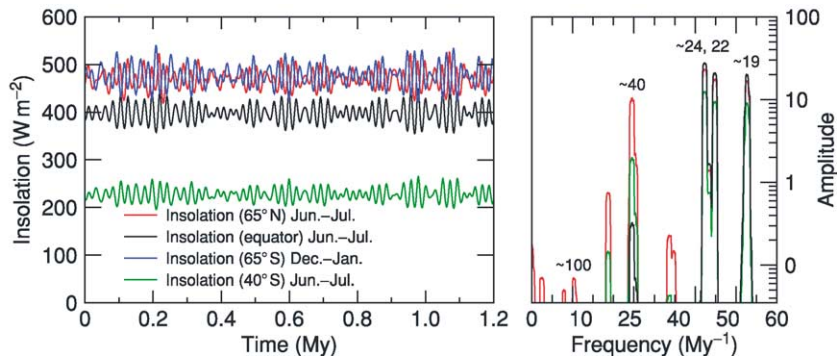 600
500
400
300
200
100
0
Insolation (W m−2)
Insolation (65°N) Jun.–Jul.
Insolation (equator) Jun.–Jul.
Insolation (65°S) Dec.–Jan.
Insolation (40°S) Jun.–Jul.
0 0.2 0.4 0.6 0.8 1.0 1.2
Time (My)
~24, 22
~19
~40
~100
100
10
1
0
Amplitude
0 12 25 40 50 60
Frequency (My−1)